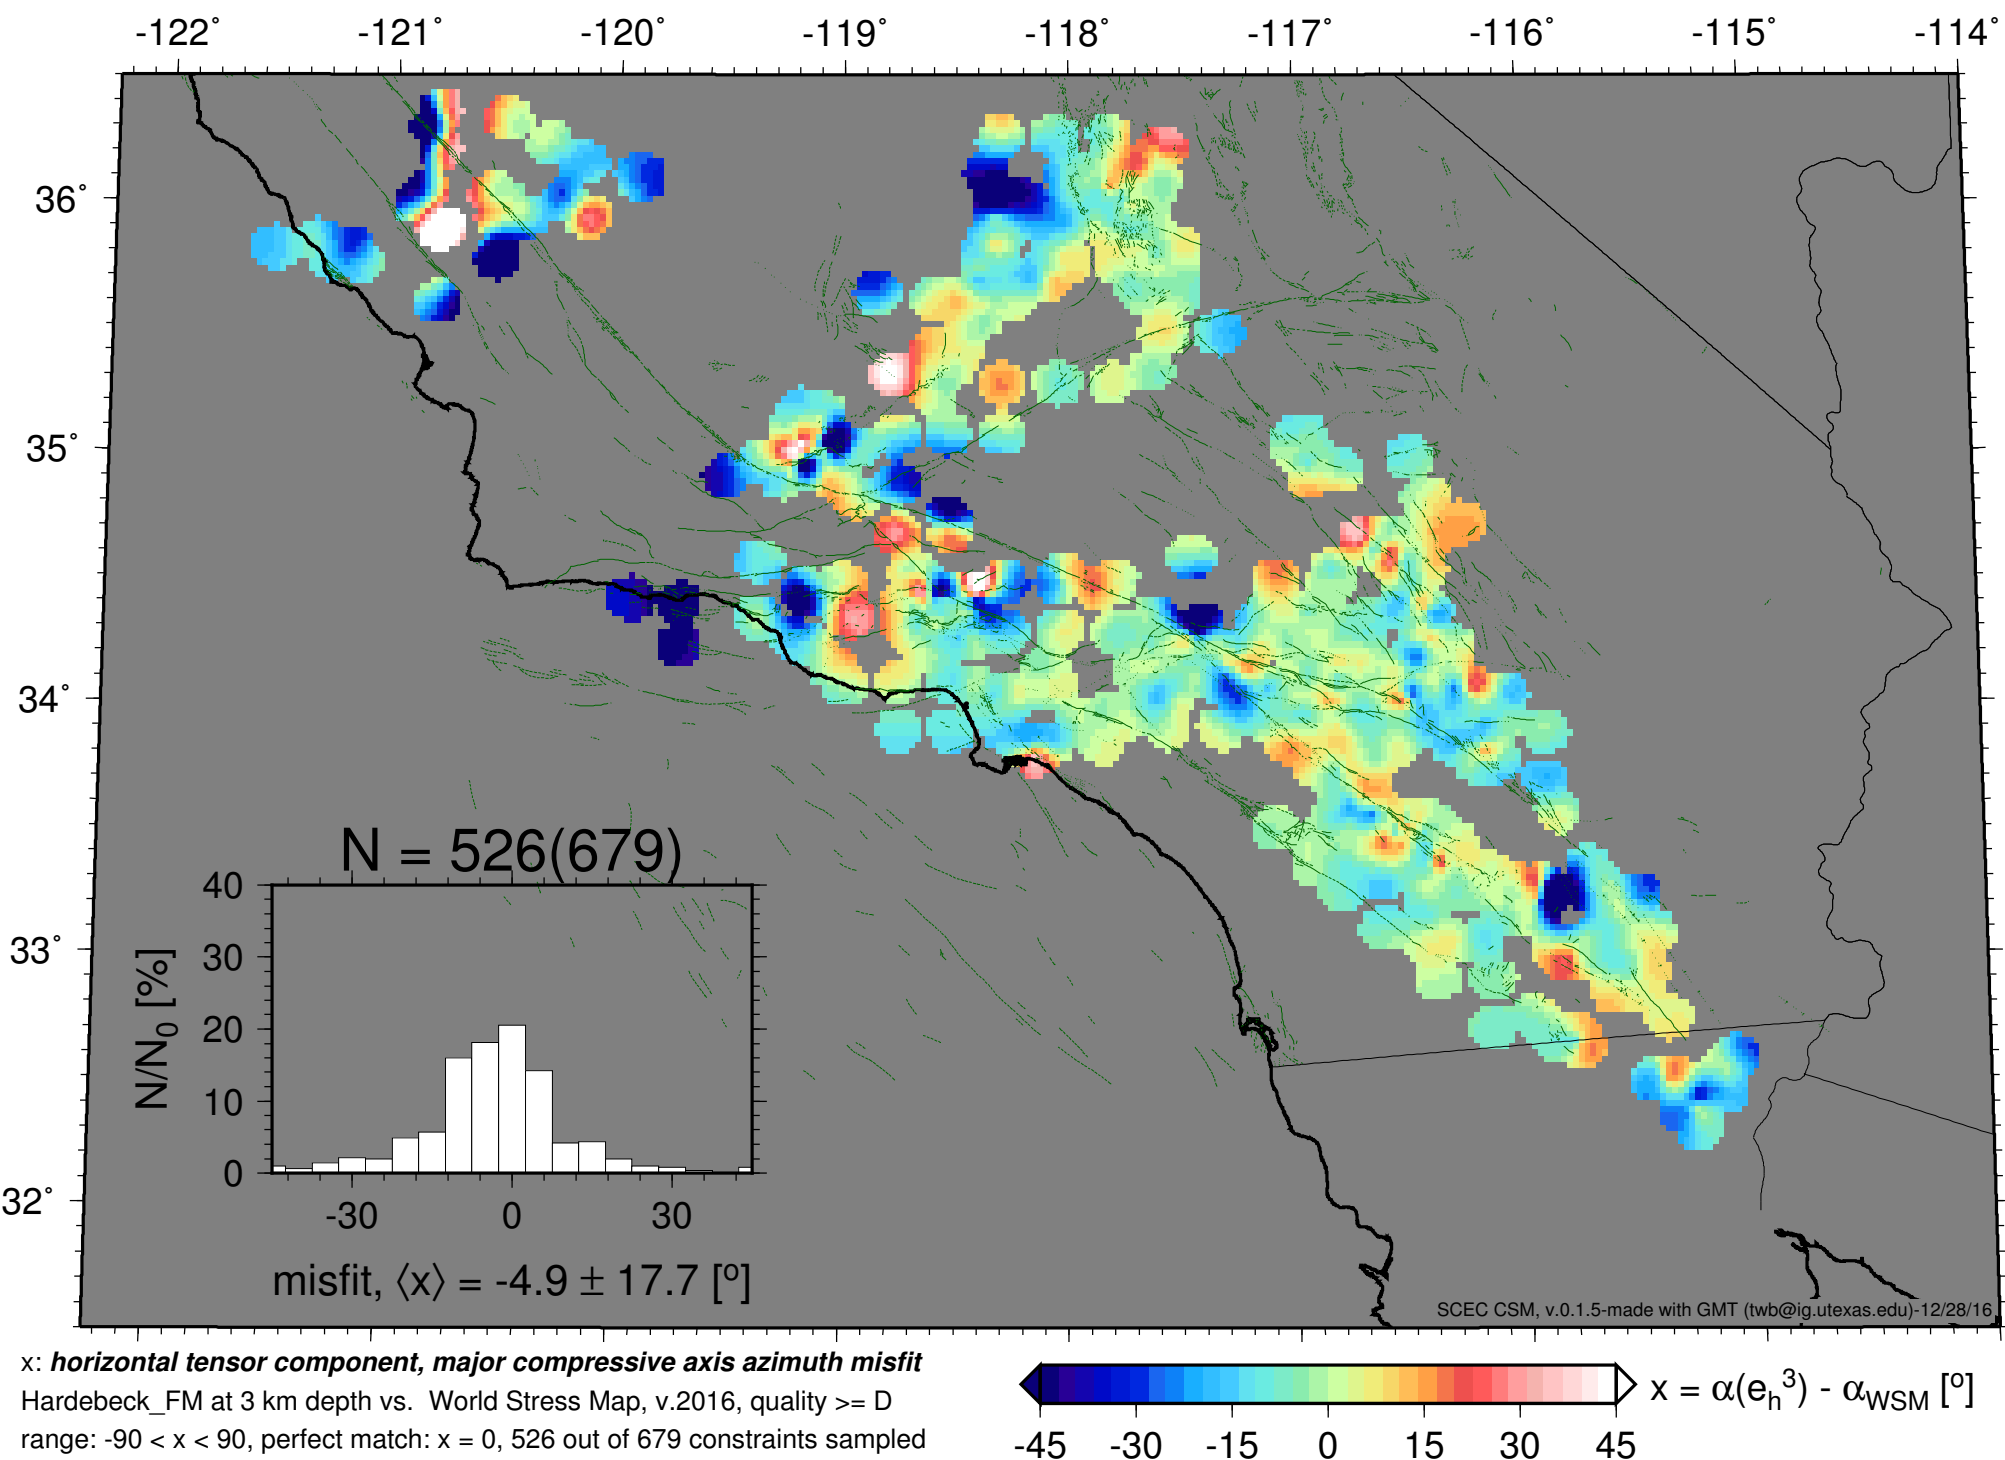 -122˚ -121˚ -120˚ -119˚ -118˚ -117˚ -116˚ -115˚ -114˚
36˚
35˚
34˚
33˚
32˚
N = 526(679)
40
30
20
10
0
N/N0 [%]
-30 0 30
misfit, ⟨x⟩ = -4.9 ± 17.7 [º]
SCEC CSM, v.0.1.5-made with GMT (twb@ig.utexas.edu)-12/28/16
x: horizontal tensor component, major compressive axis azimuth misfit
Hardebeck_FM at 3 km depth vs. World Stress Map, v.2016, quality >= D
range: -90 < x < 90, perfect match: x = 0, 526 out of 679 constraints sampled
x = α(eh³) - αWSM [º]
-45 -30 -15 0 15 30 45